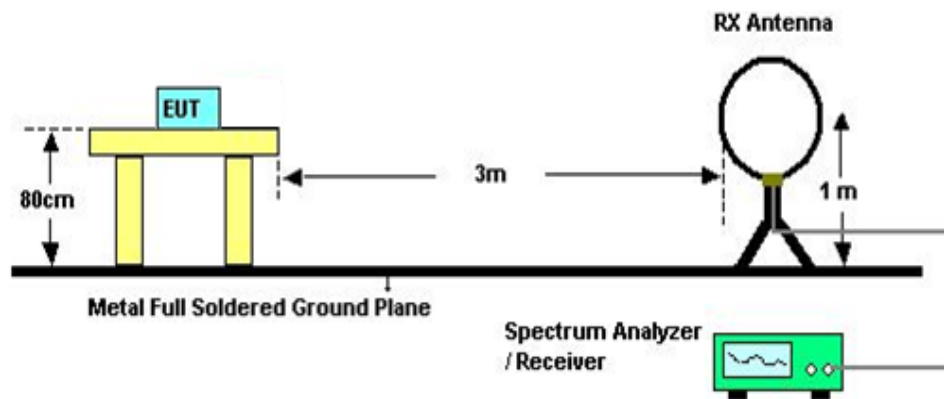 RX Antenna
EUT
80cm
3m
1 m
Metal Full Soldered Ground Plane
Spectrum Analyzer
/ Receiver